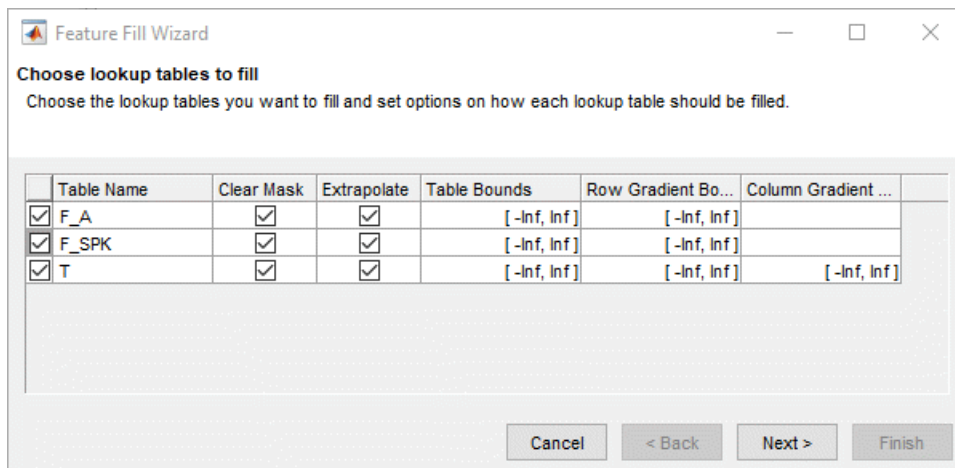 Feature Fill Wizard
Choose lookup tables to fill
Choose the lookup tables you want to fill and set options on how each lookup table should be filled.
Table Name Clear Mask Extrapolate Table Bounds Row Gradient Bo... Column Gradient ...
F_A [ -Inf, Inf ] [ -Inf, Inf ]
F_SPK [ -Inf, Inf ] [ -Inf, Inf ]
T [ -Inf, Inf ] [ -Inf, Inf ] [ -Inf, Inf ]
Cancel < Back Next > Finish